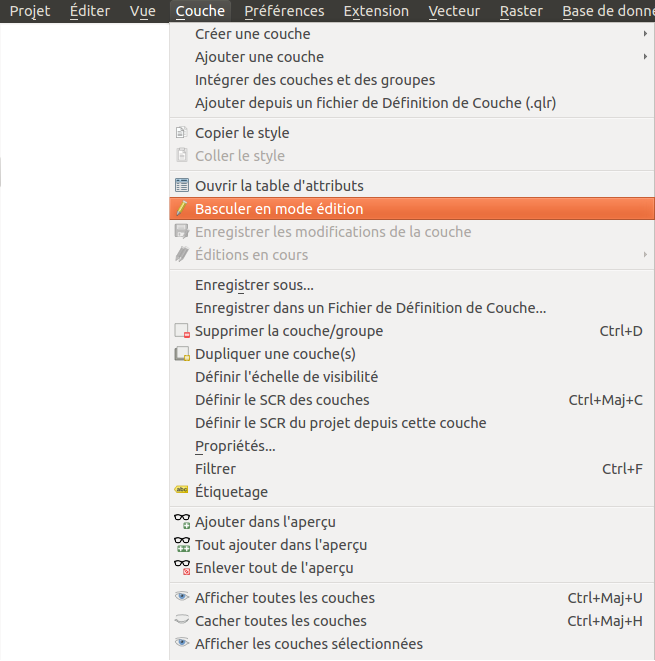 Projet Éditer Vue Couche Préférences Extension Vecteur Raster Base de donné
Créer une couche
Ajouter une couche
Intégrer des couches et des groupes
Ajouter depuis un fichier de Définition de Couche (.qlr)
Copier le style
Coller le style
Ouvrir la table d'attributs
Basculer en mode édition
Enregistrer les modifications de la couche
Éditions en cours
Enregistrer sous...
Enregistrer dans un Fichier de Définition de Couche...
Supprimer la couche/groupe Ctrl+D
Dupliquer une couche(s)
Définir l'échelle de visibilité
Définir le SCR des couches Ctrl+Maj+C
Définir le SCR du projet depuis cette couche
Propriétés...
Filtrer Ctrl+F
abc Étiquetage
Ajouter dans l'aperçu
Tout ajouter dans l'aperçu
Enlever tout de l'aperçu
Afficher toutes les couches Ctrl+Maj+U
Cacher toutes les couches Ctrl+Maj+H
Afficher les couches sélectionnées